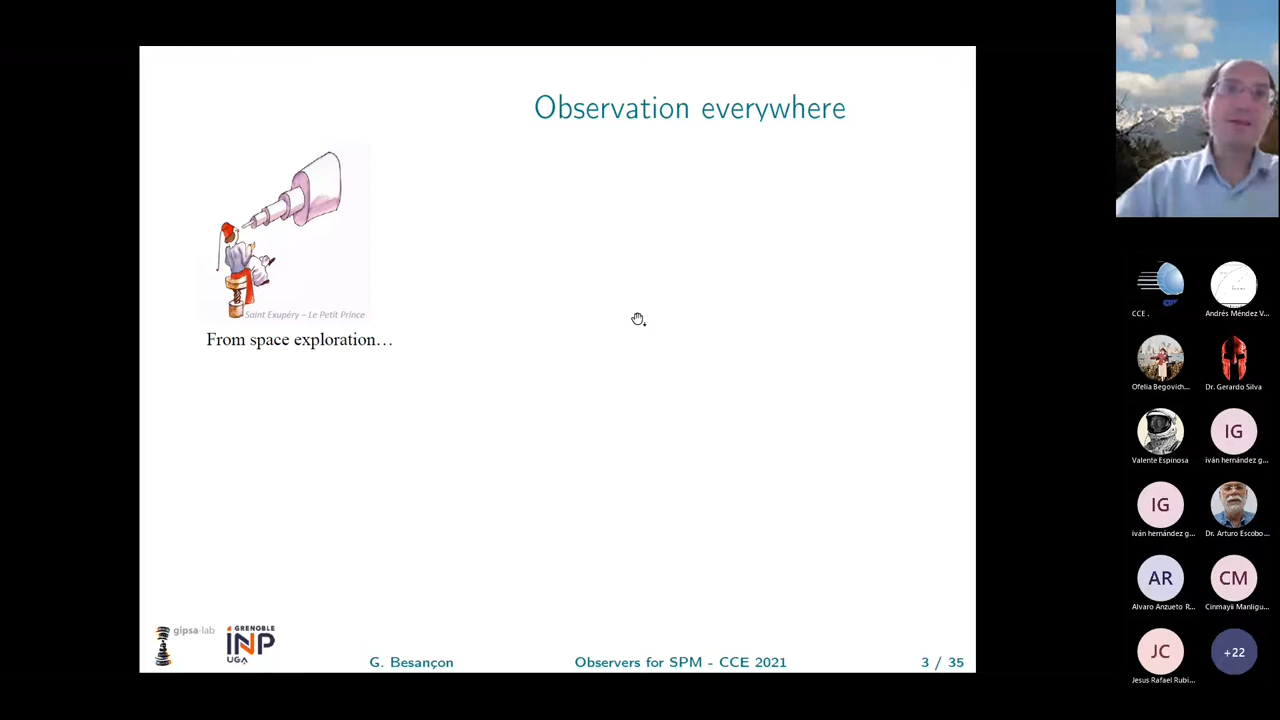 Observation everywhere
Saint Exupéry – Le Petit Prince
From space exploration…
gipsa-lab
GRENOBLE
INP
UGA
G. Besançon
Observers for SPM - CCE 2021
3 / 35
CCE .
Andrés Méndez V...
Ofelia Begovich...
Dr. Gerardo Silva
Valente Espinosa
IG
iván hernández g...
IG
iván hernández g...
Dr. Arturo Escobo...
AR
Alvaro Anzueto R...
CM
Cinmayii Manligu...
JC
Jesus Rafael Rubi...
+22